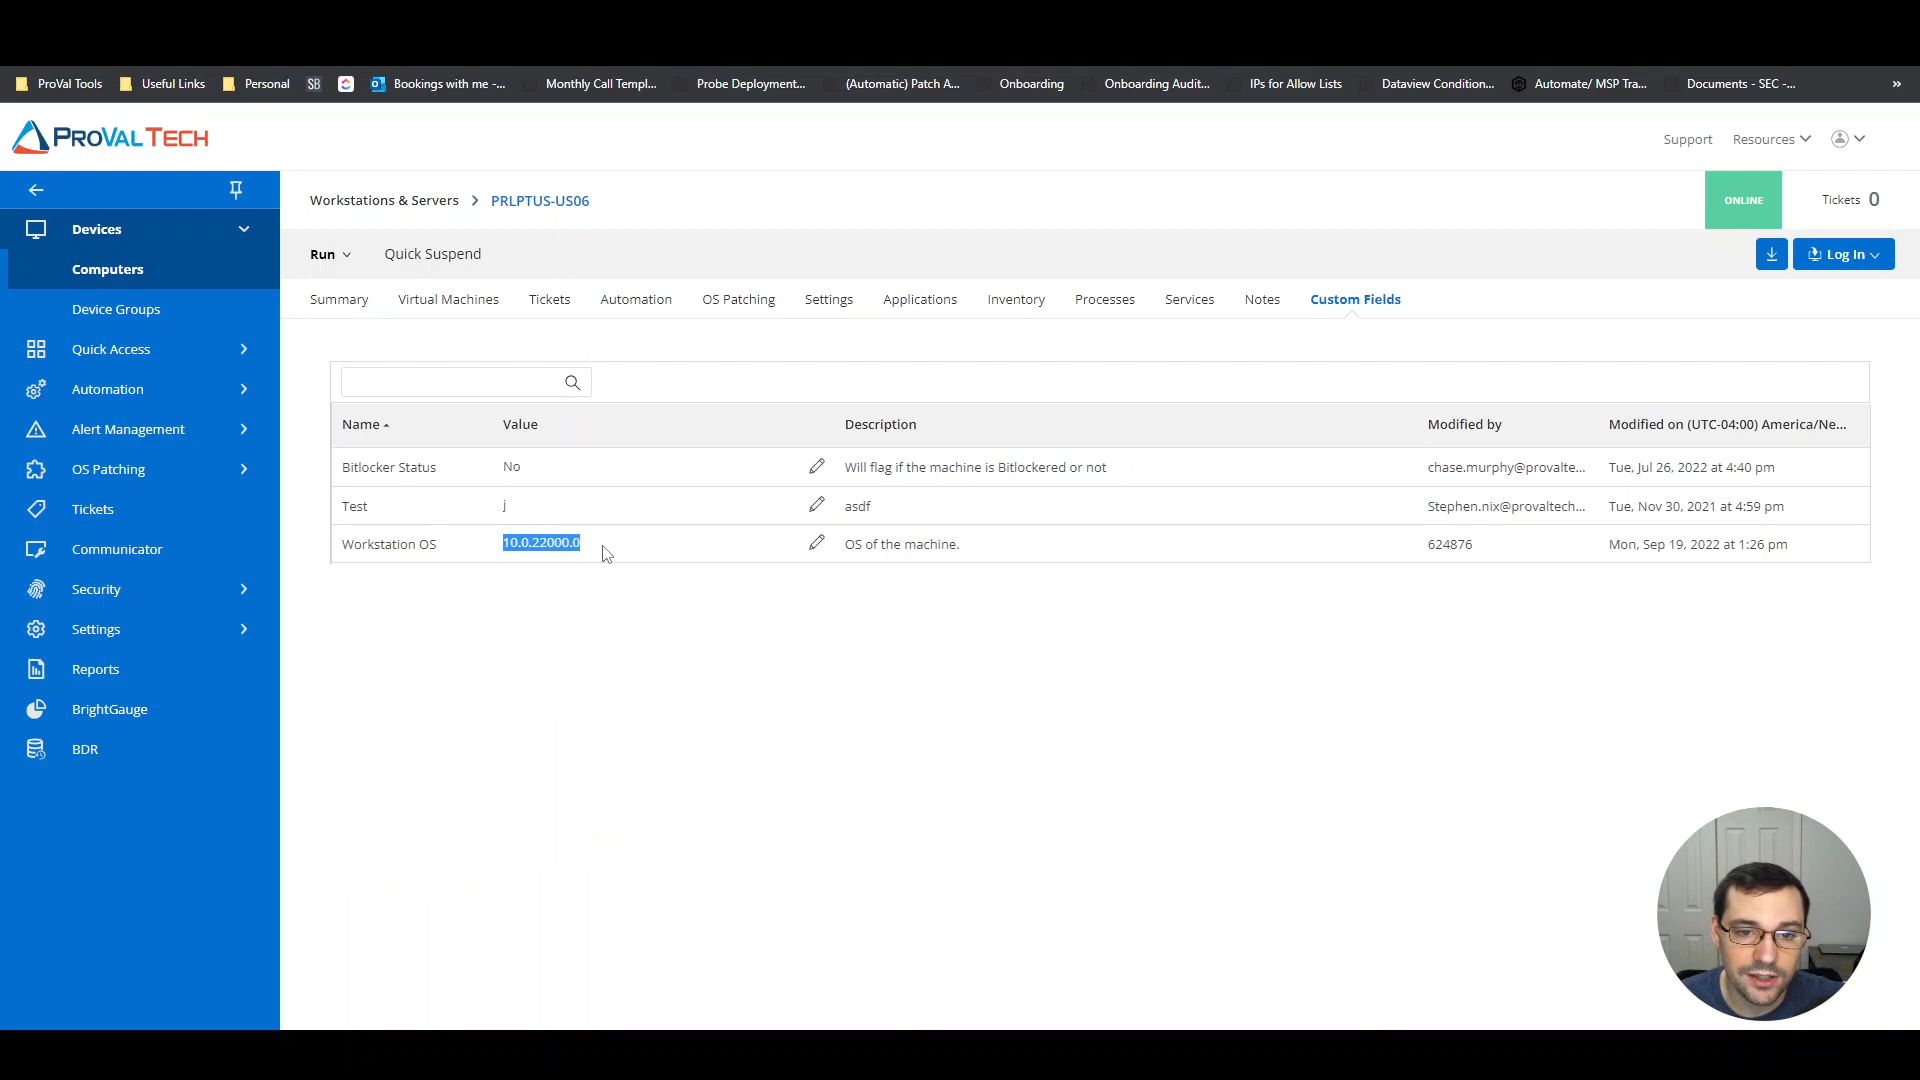 ProVal Tools Useful Links Personal SB Bookings with me -... Monthly Call Templ... Probe Deployment... (Automatic) Patch A... Onboarding Onboarding Audit... IPs for Allow Lists Dataview Condition... Automate/ MSP Tra... Documents - SEC -... »
PROVAL TECH
Support Resources
Workstations & Servers > PRLPTUS-US06
ONLINE
Tickets 0
Run Quick Suspend
Log In
Summary Virtual Machines Tickets Automation OS Patching Settings Applications Inventory Processes Services Notes Custom Fields
Devices
Computers
Device Groups
Quick Access
Automation
Alert Management
OS Patching
Tickets
Communicator
Security
Settings
Reports
BrightGauge
BDR
Name Value Description Modified by Modified on (UTC-04:00) America/Ne...
Bitlocker Status No Will flag if the machine is Bitlockered or not chase.murphy@provalte... Tue, Jul 26, 2022 at 4:40 pm
Test j asdf Stephen.nix@provaltech... Tue, Nov 30, 2021 at 4:59 pm
Workstation OS 10.0.22000.0 OS of the machine. 624876 Mon, Sep 19, 2022 at 1:26 pm